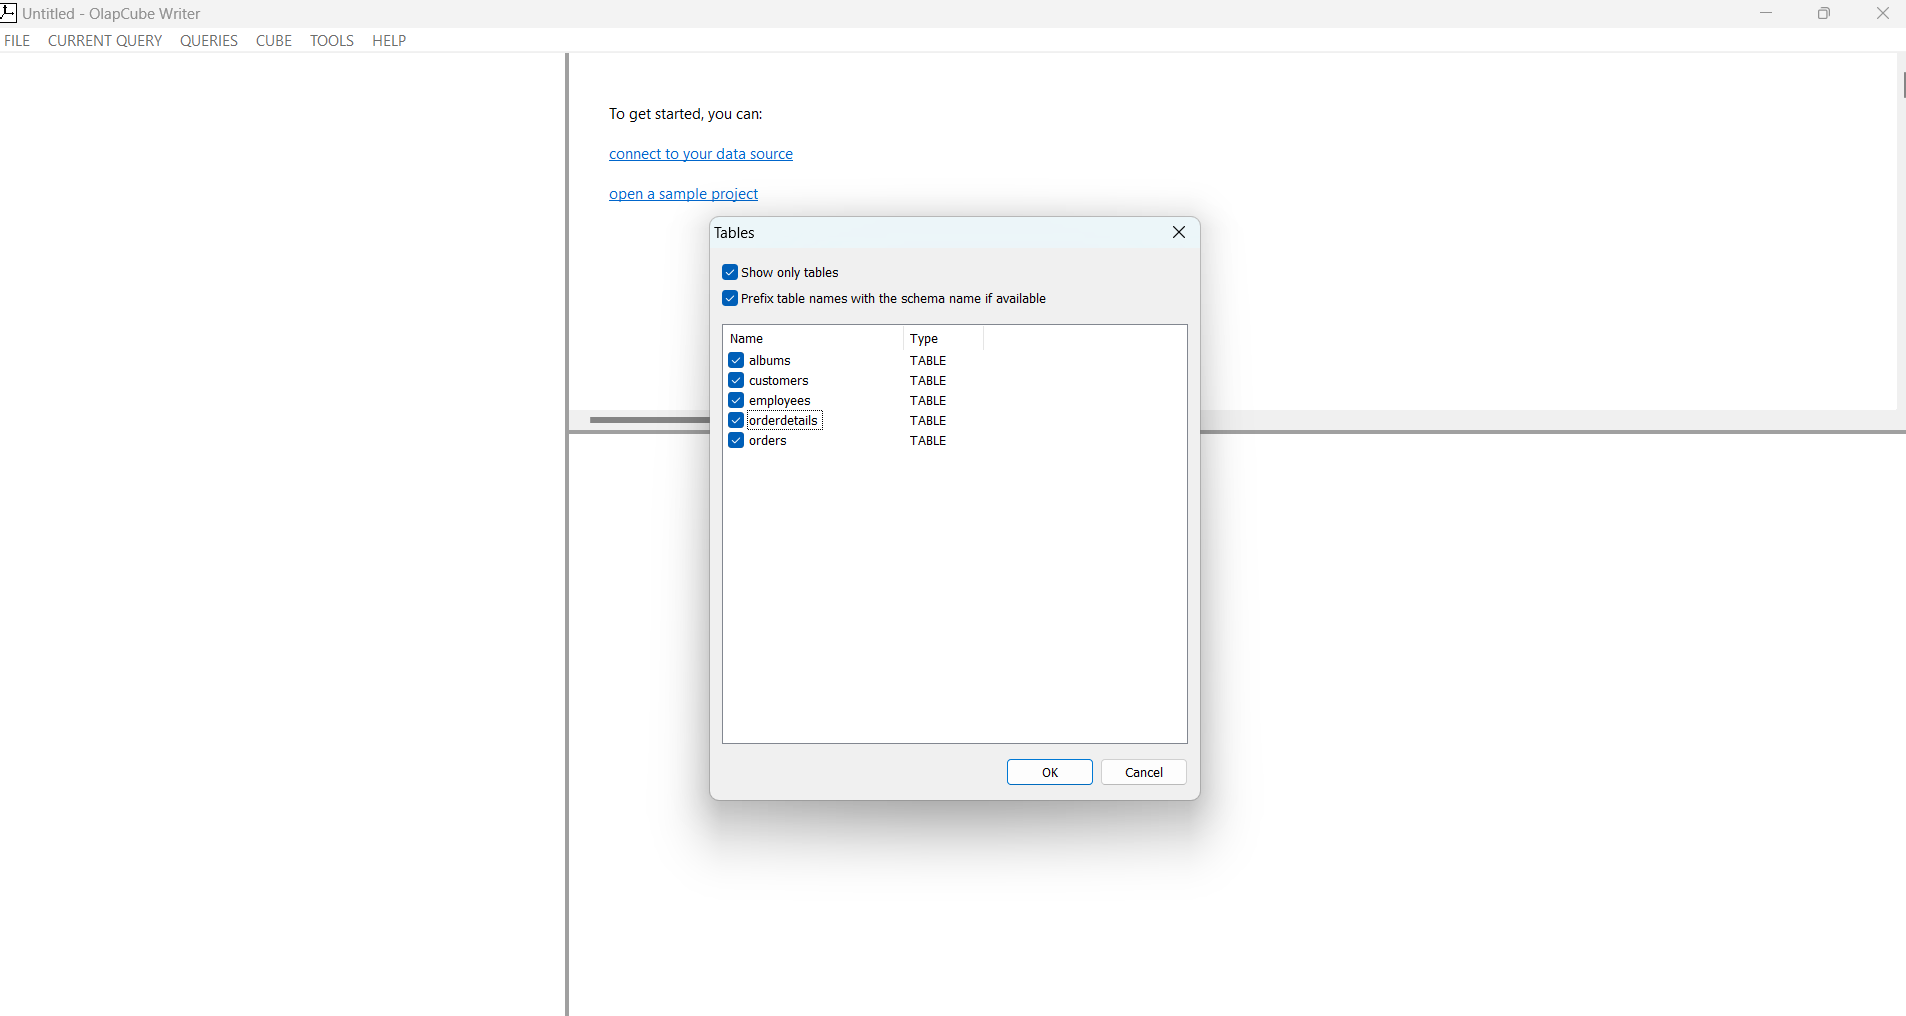 Untitled - OlapCube Writer
FILE CURRENT QUERY QUERIES CUBE TOOLS HELP
To get started, you can:
connect to your data source
open a sample project
Tables
Show only tables
Prefix table names with the schema name if available
Name Type
albums TABLE
customers TABLE
employees TABLE
orderdetails TABLE
orders TABLE
OK Cancel